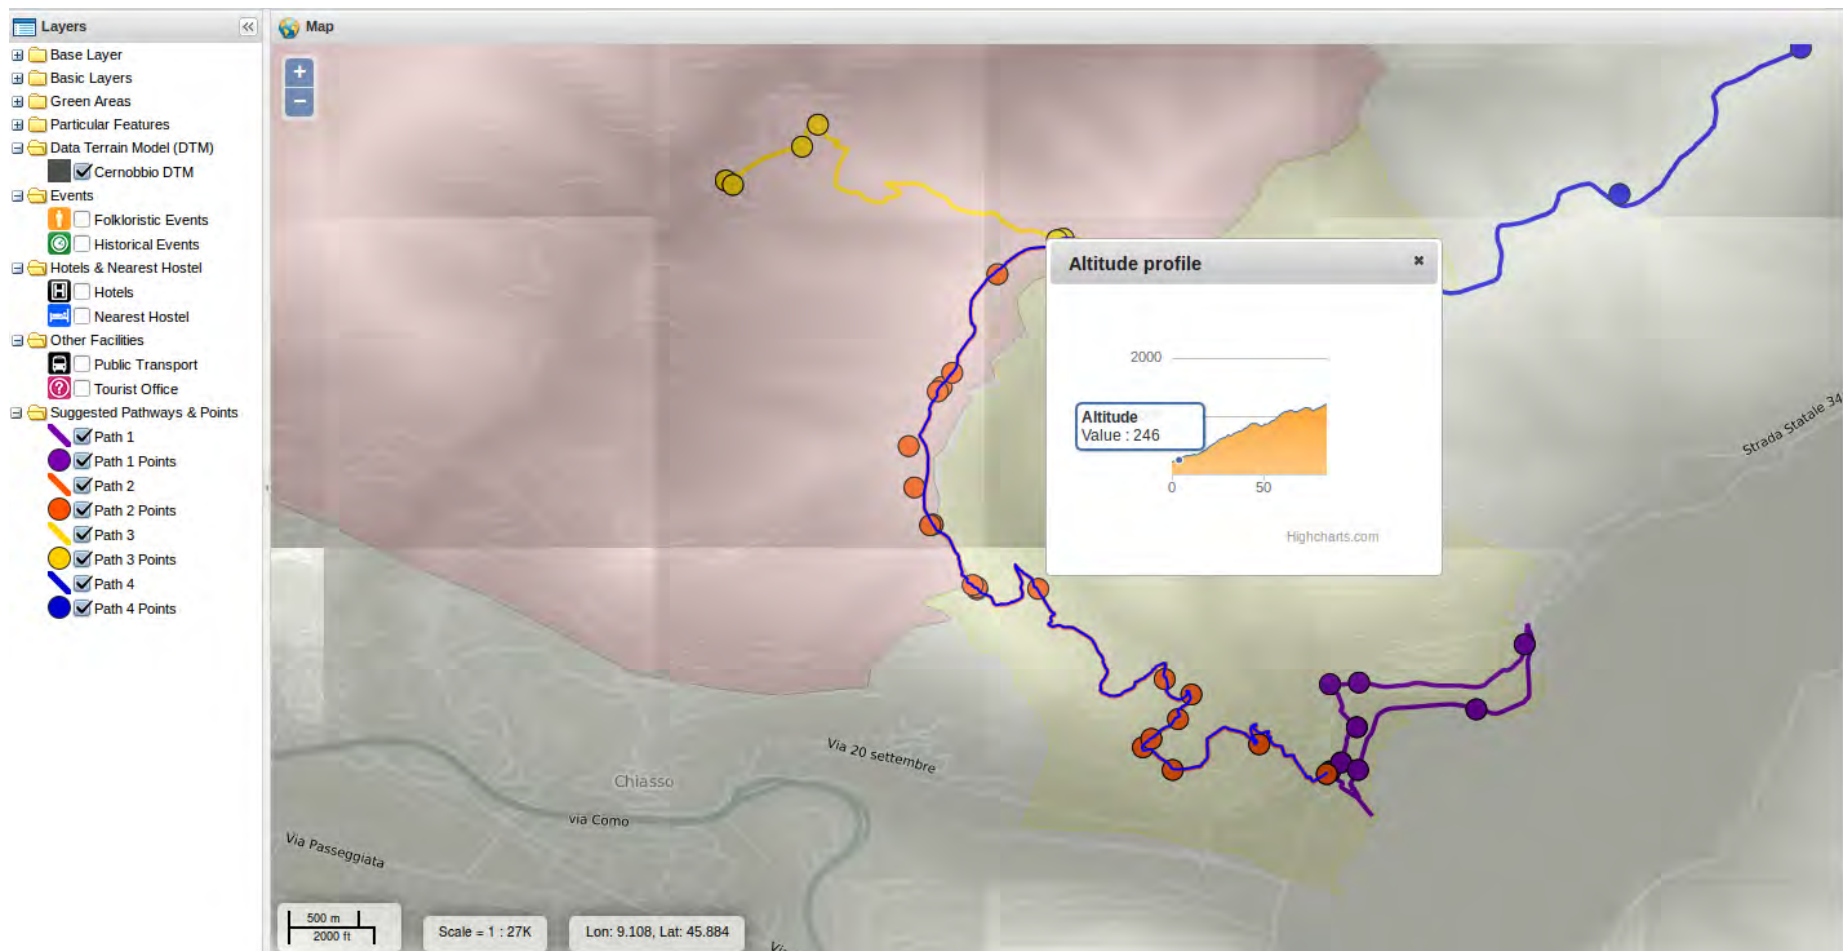 Layers
Base Layer
Basic Layers
Green Areas
Particular Features
Data Terrain Model (DTM)
Cernobbio DTM
Events
Folkloristic Events
Historical Events
Hotels & Nearest Hostel
Hotels
Nearest Hostel
Other Facilities
Public Transport
Tourist Office
Suggested Pathways & Points
Path 1
Path 1 Points
Path 2
Path 2 Points
Path 3
Path 3 Points
Path 4
Path 4 Points
Map
+
−
Altitude profile
2000
Altitude
Value : 246
0
50
Highcharts.com
Strada Statale 34
Via 20 settembre
Chiasso
via Como
Via Passeggiata
500 m
2000 ft
Scale = 1 : 27K
Lon: 9.108, Lat: 45.884